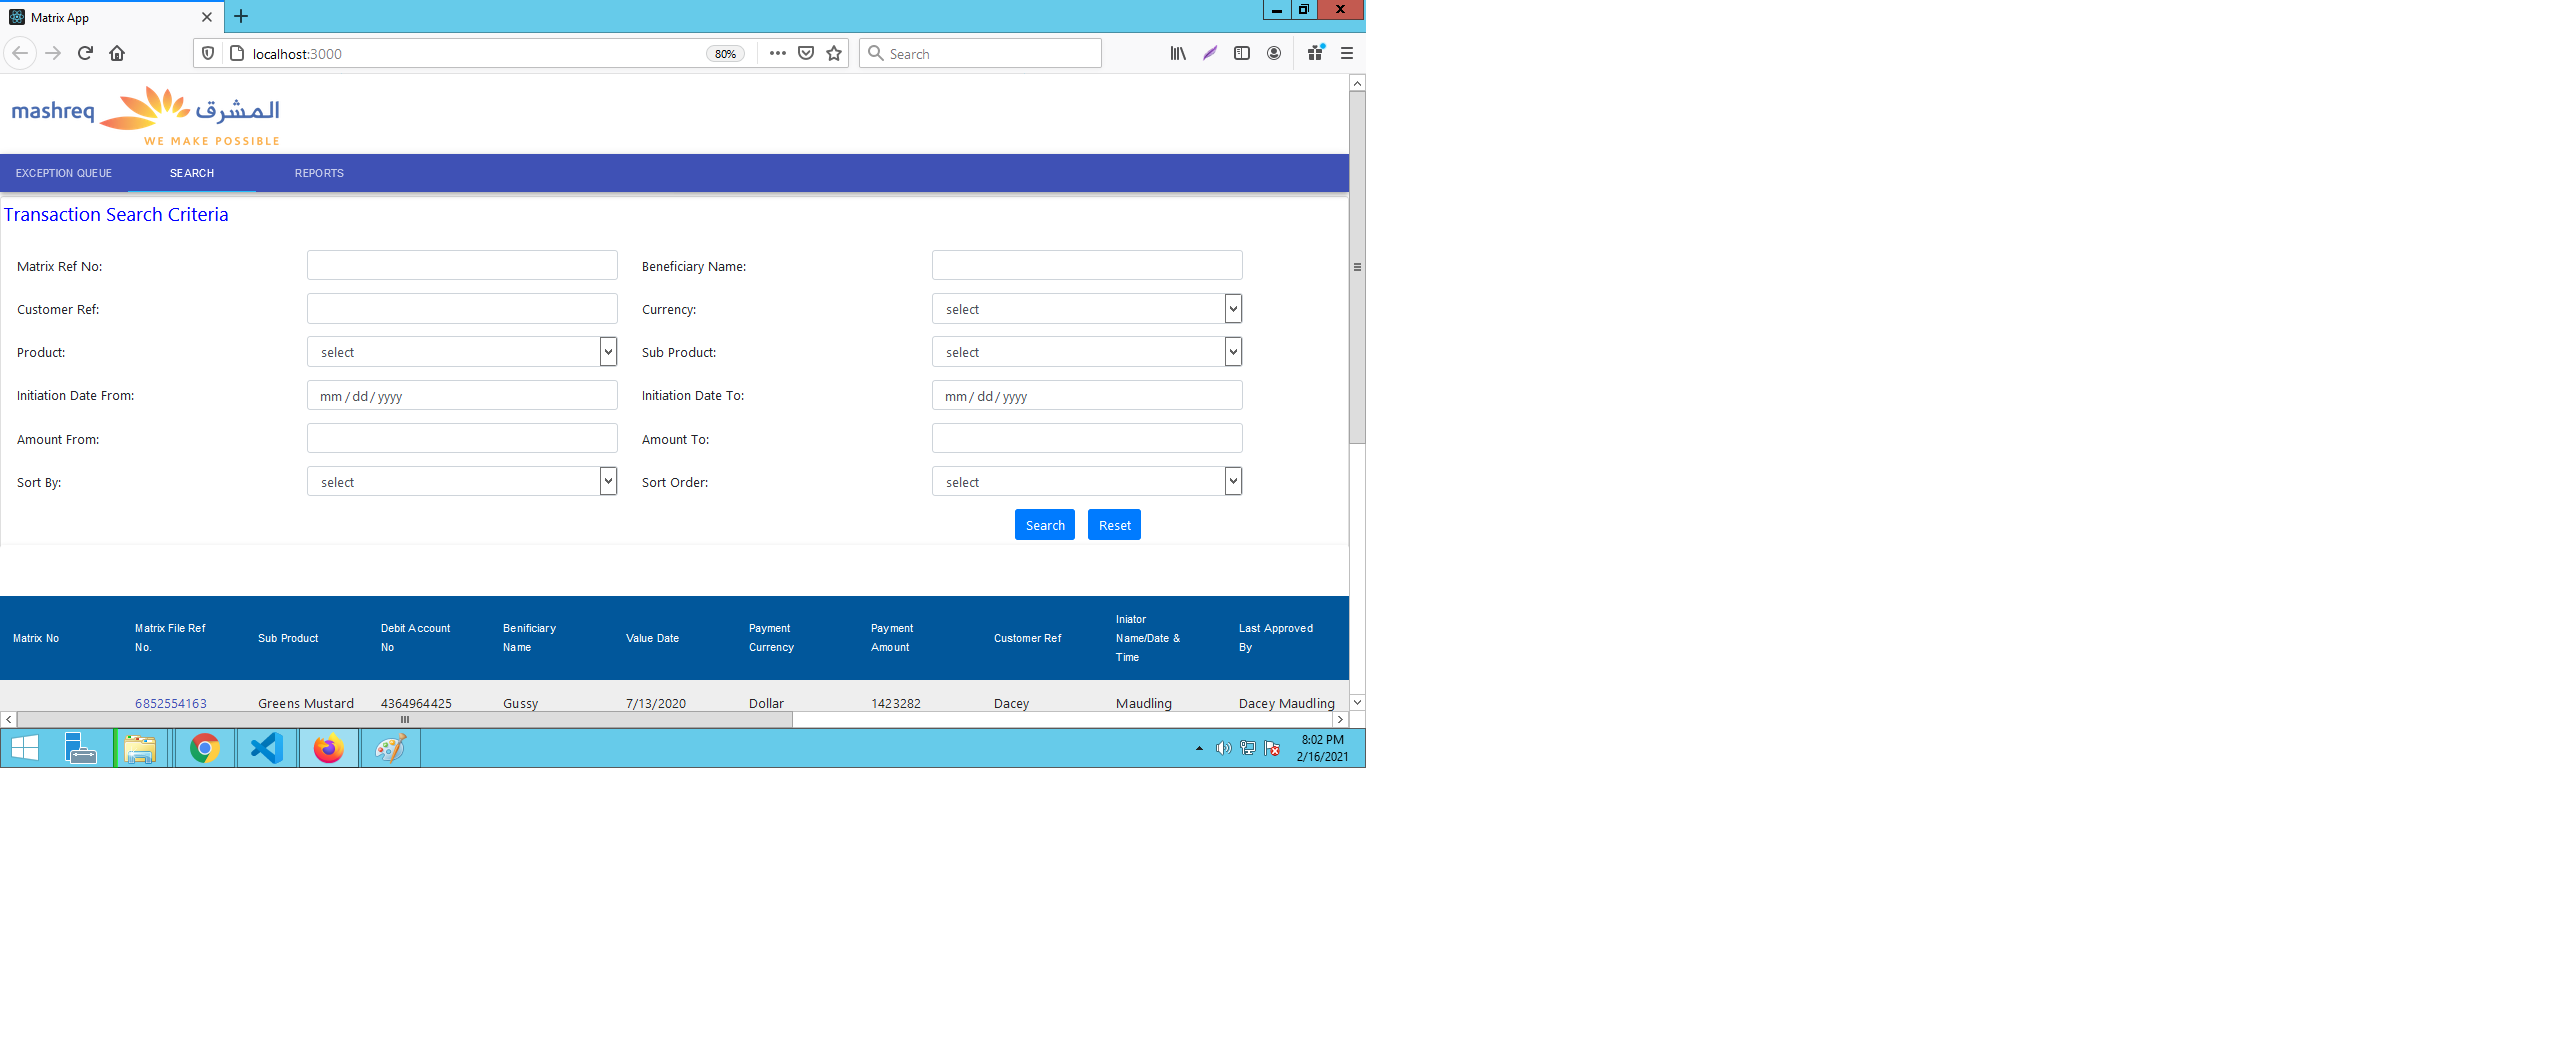 Matrix App
localhost:3000
80%
Search
mashreq المشرق
WE MAKE POSSIBLE
EXCEPTION QUEUE SEARCH REPORTS
Transaction Search Criteria
Matrix Ref No: Beneficiary Name:
Customer Ref: Currency: select
Product: select Sub Product: select
Initiation Date From: mm / dd / yyyy Initiation Date To: mm / dd / yyyy
Amount From: Amount To:
Sort By: select Sort Order: select
Search Reset
Matrix No
Matrix File Ref
No.
Sub Product
Debit Account
No
Benificiary
Name
Value Date
Payment
Currency
Payment
Amount
Customer Ref
Iniator
Name/Date &
Time
Last Approved
By
6852554163 Greens Mustard 4364964425 Gussy 7/13/2020 Dollar 1423282 Dacey Maudling Dacey Maudling
8:02 PM
2/16/2021